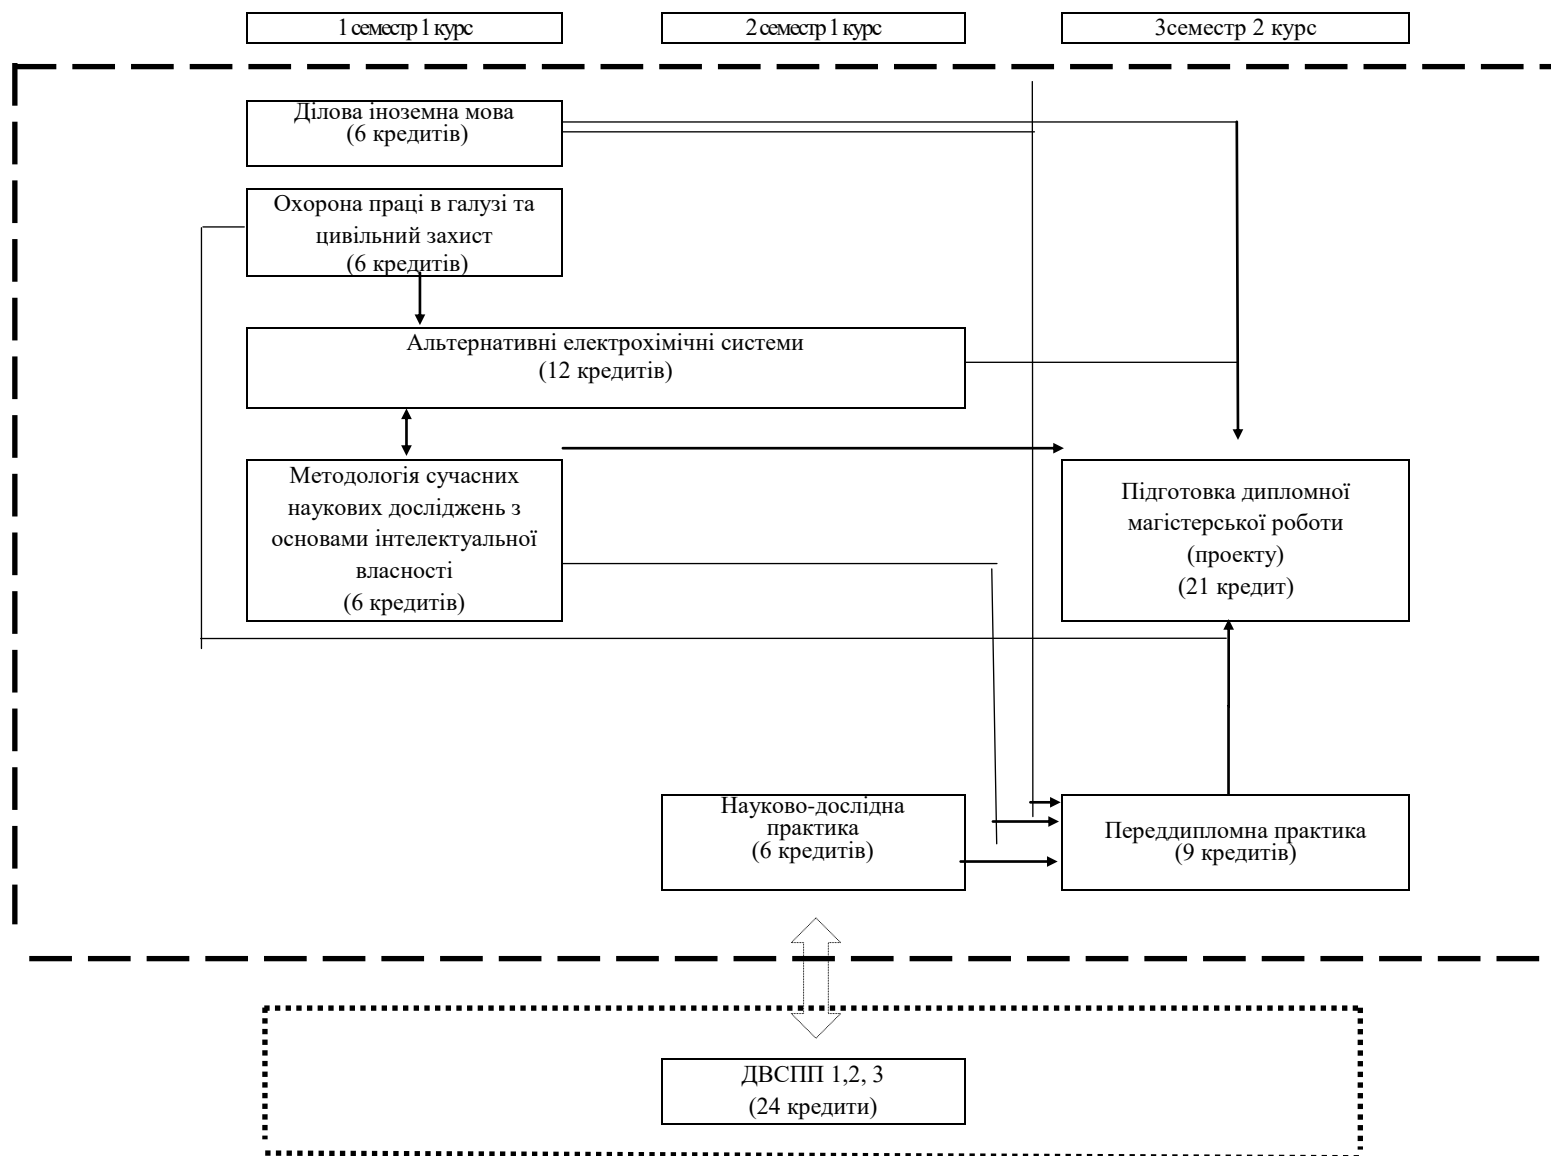 1 семестр 1 курс
2 семестр 1 курс
3семестр 2 курс
Ділова іноземна мова
(6 кредитів)
Охорона праці в галузі та
цивільний захист
(6 кредитів)
Альтернативні електрохімічні системи
(12 кредитів)
Методологія сучасних
наукових досліджень з
основами інтелектуальної
власності
(6 кредитів)
Підготовка дипломної
магістерської роботи
(проекту)
(21 кредит)
Науково-дослідна
практика
(6 кредитів)
Переддипломна практика
(9 кредитів)
ДВСПП 1,2, 3
(24 кредити)